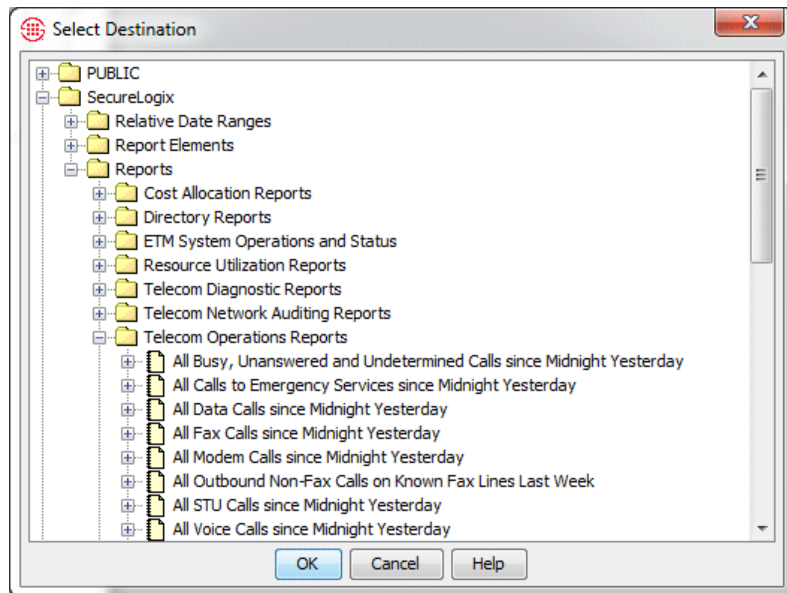 Select Destination
PUBLIC
SecureLogix
Relative Date Ranges
Report Elements
Reports
Cost Allocation Reports
Directory Reports
ETM System Operations and Status
Resource Utilization Reports
Telecom Diagnostic Reports
Telecom Network Auditing Reports
Telecom Operations Reports
All Busy, Unanswered and Undetermined Calls since Midnight Yesterday
All Calls to Emergency Services since Midnight Yesterday
All Data Calls since Midnight Yesterday
All Fax Calls since Midnight Yesterday
All Modem Calls since Midnight Yesterday
All Outbound Non-Fax Calls on Known Fax Lines Last Week
All STU Calls since Midnight Yesterday
All Voice Calls since Midnight Yesterday
OK Cancel Help